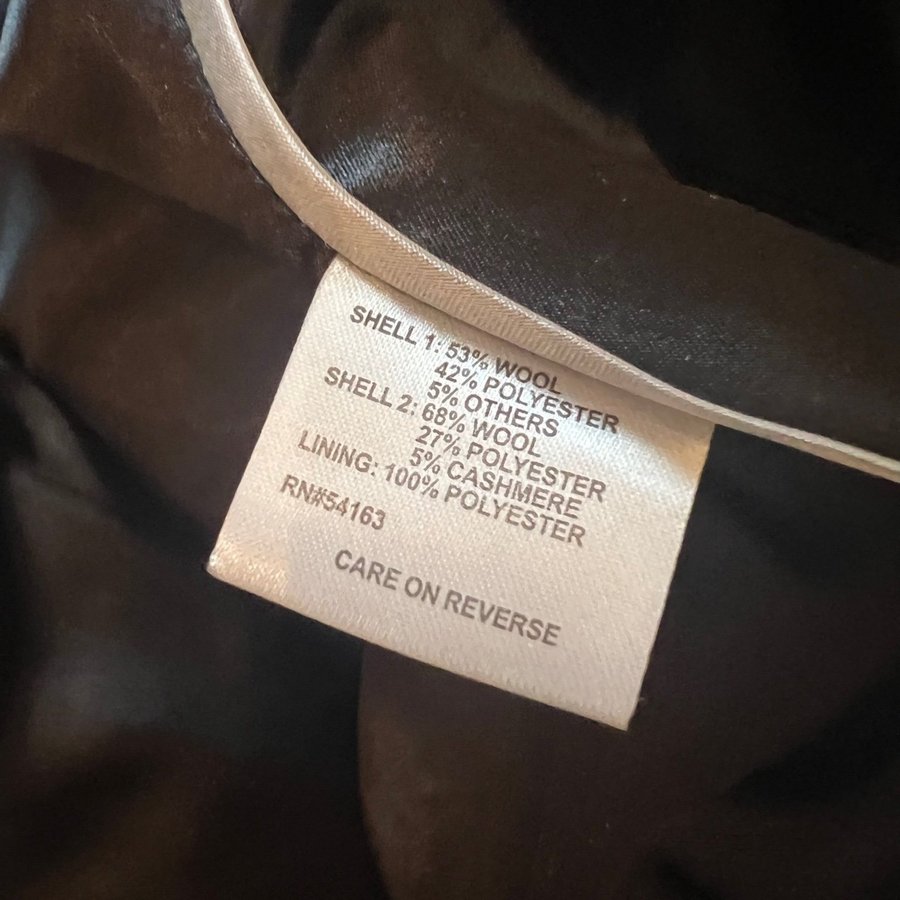 SHELL 1: 53% WOOL
42% POLYESTER
5% OTHERS
SHELL 2: 68% WOOL
27% POLYESTER
5% CASHMERE
LINING: 100% POLYESTER
RN#54163
CARE ON REVERSE